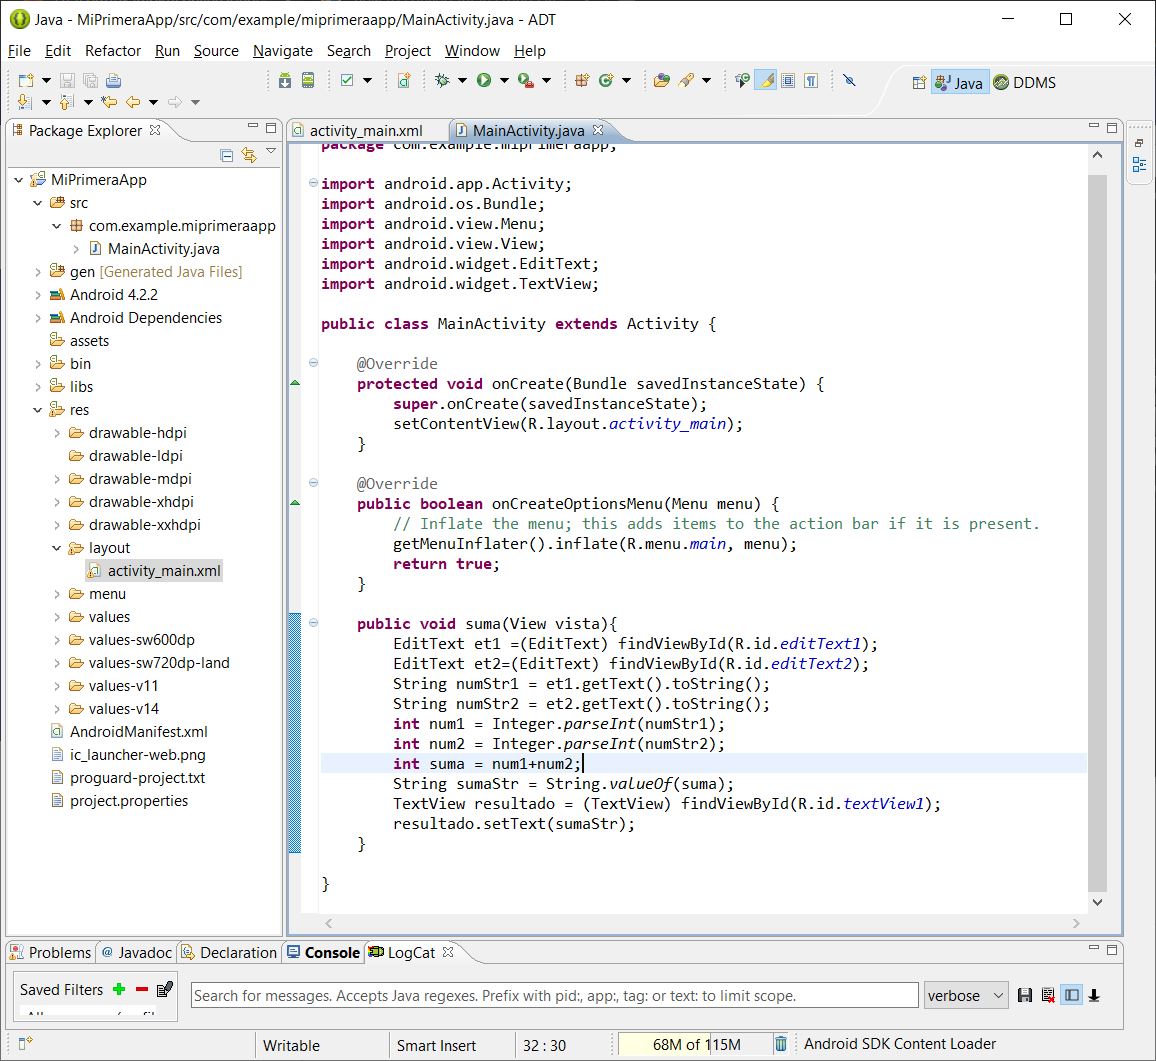 Java - MiPrimeraApp/src/com/example/miprimeraapp/MainActivity.java - ADT
File Edit Refactor Run Source Navigate Search Project Window Help
Java DDMS
Package Explorer
MiPrimeraApp
src
com.example.miprimeraapp
MainActivity.java
gen [Generated Java Files]
Android 4.2.2
Android Dependencies
assets
bin
libs
res
drawable-hdpi
drawable-ldpi
drawable-mdpi
drawable-xhdpi
drawable-xxhdpi
layout
activity_main.xml
menu
values
values-sw600dp
values-sw720dp-land
values-v11
values-v14
AndroidManifest.xml
ic_launcher-web.png
proguard-project.txt
project.properties
activity_main.xml MainActivity.java
package com.example.miprimeraapp;
import android.app.Activity;
import android.os.Bundle;
import android.view.Menu;
import android.view.View;
import android.widget.EditText;
import android.widget.TextView;
public class MainActivity extends Activity {
@Override
protected void onCreate(Bundle savedInstanceState) {
super.onCreate(savedInstanceState);
setContentView(R.layout.activity_main);
}
@Override
public boolean onCreateOptionsMenu(Menu menu) {
// Inflate the menu; this adds items to the action bar if it is present.
getMenuInflater().inflate(R.menu.main, menu);
return true;
}
public void suma(View vista){
EditText et1 =(EditText) findViewById(R.id.editText1);
EditText et2=(EditText) findViewById(R.id.editText2);
String numStr1 = et1.getText().toString();
String numStr2 = et2.getText().toString();
int num1 = Integer.parseInt(numStr1);
int num2 = Integer.parseInt(numStr2);
int suma = num1+num2;
String sumaStr = String.valueOf(suma);
TextView resultado = (TextView) findViewById(R.id.textView1);
resultado.setText(sumaStr);
}
}
Problems @ Javadoc Declaration Console LogCat
Saved Filters
Search for messages. Accepts Java regexes. Prefix with pid:, app:, tag: or text: to limit scope.
verbose
Writable Smart Insert 32 : 30 68M of 115M Android SDK Content Loader